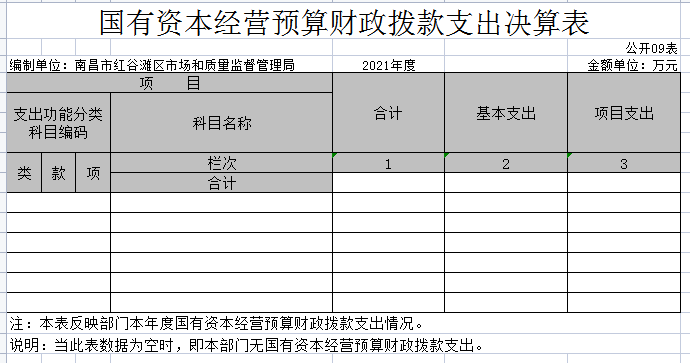 国有资本经营预算财政拨款支出决算表
公开09表
编制单位：南昌市红谷滩区市场和质量监督管理局 2021年度 金额单位：万元
项 目 合计 基本支出 项目支出
支出功能分类
科目编码 科目名称
类 款 项 栏次 1 2 3
合计
注：本表反映部门本年度国有资本经营预算财政拨款支出情况。
说明：当此表数据为空时，即本部门无国有资本经营预算财政拨款支出。